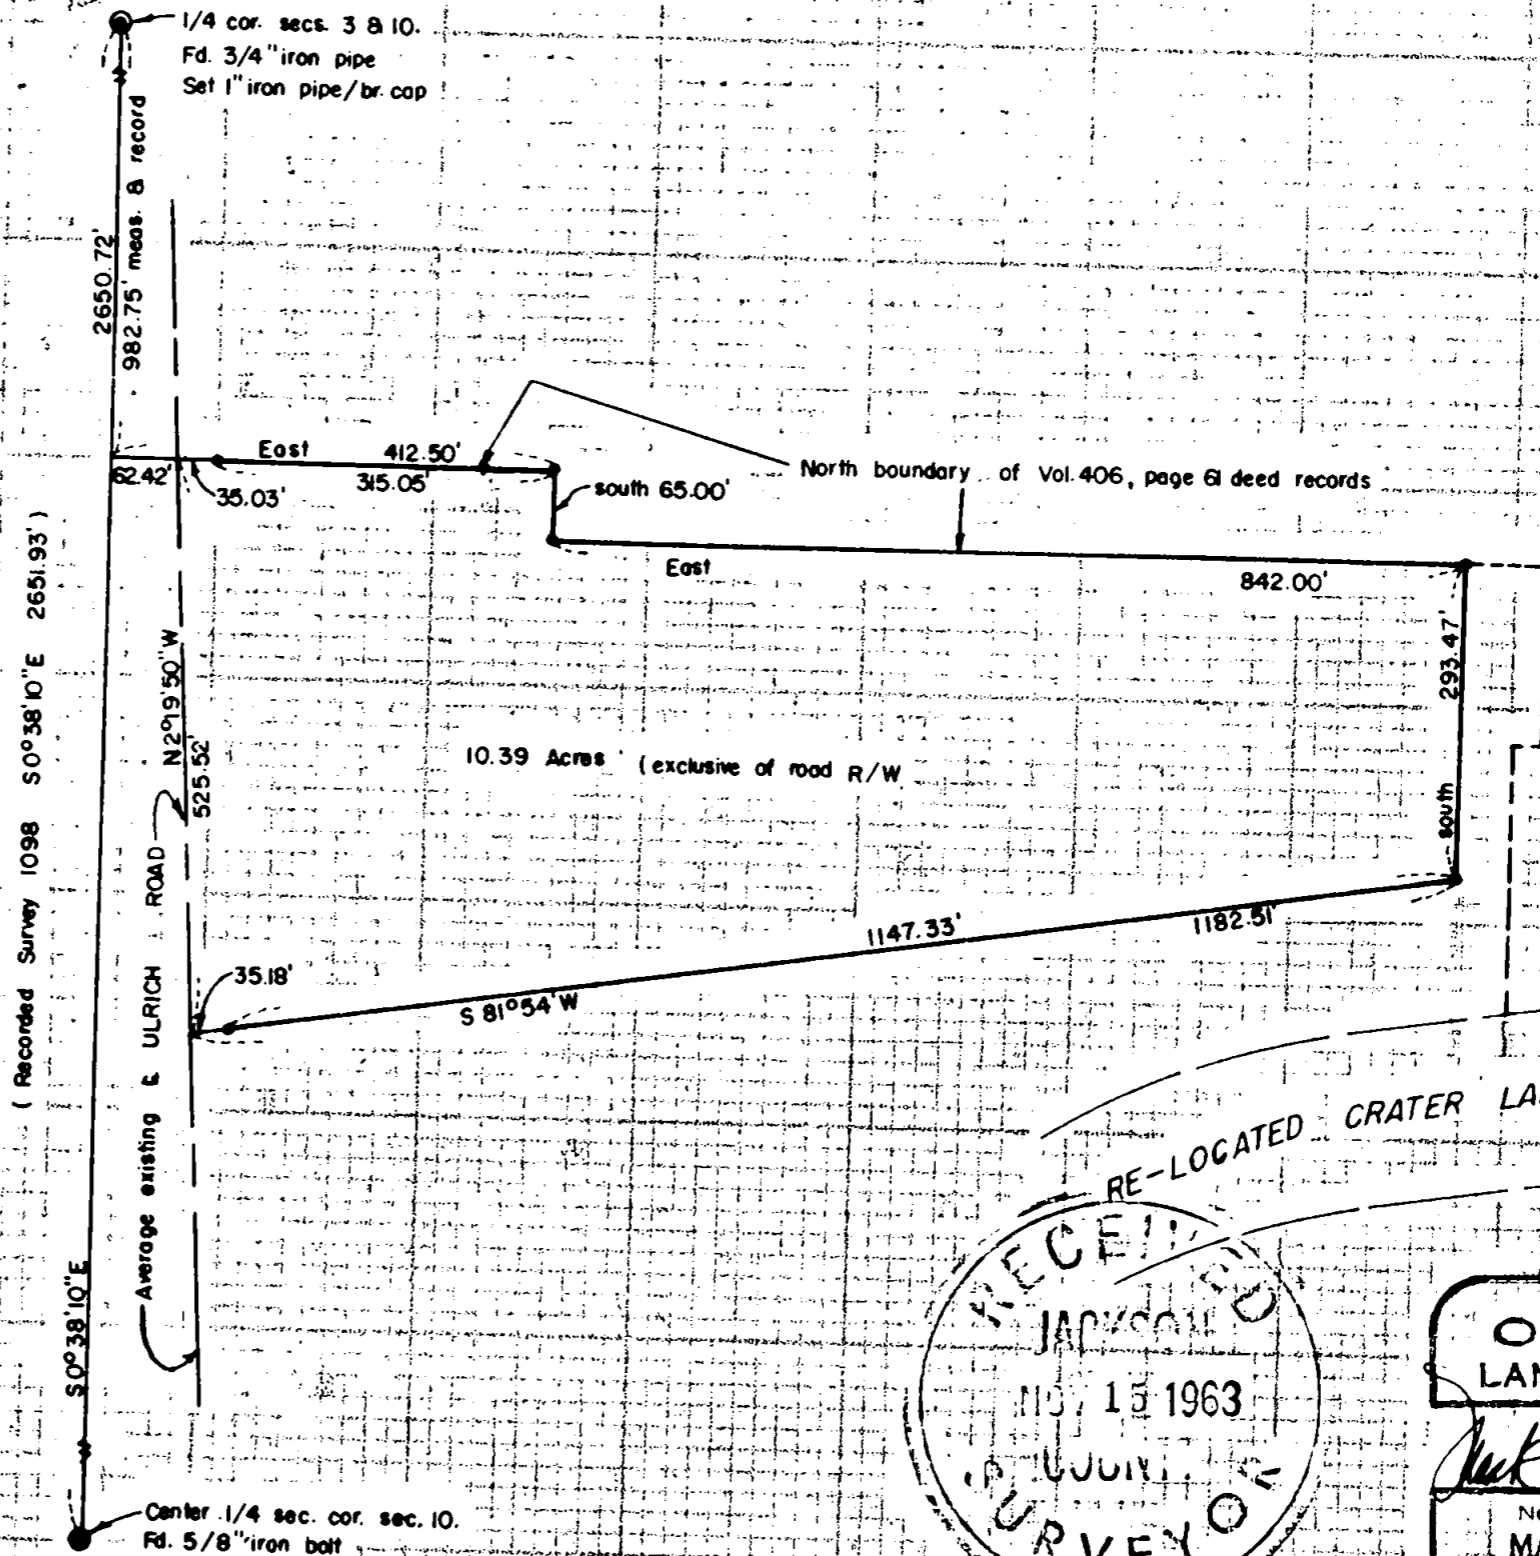 1/4 cor. secs. 3 & 10.
Fd. 3/4" iron pipe
Set 1" iron pipe/br. cap
2650.72'
982.75' meas. & record
East
412.50'
62.42'
35.03'
315.05'
south 65.00'
North boundary of Vol. 406, page 61 deed records
East
842.00'
( Recorded Survey 1098 S0°38'10"E 2651.93' )
N2°19'50"W
525.52'
293.47'
south
10.39 Acres (exclusive of road R/W
1147.33'
1182.51'
35.18'
S 81°54' W
Average existing ℄ ULRICH ROAD
RE-LOCATED CRATER
S0°38'10"E
RECEIVED
JACKSON
1963
COUNTY
SURVEYOR
Center 1/4 sec. cor. sec. 10.
Fd. 5/8" iron bolt